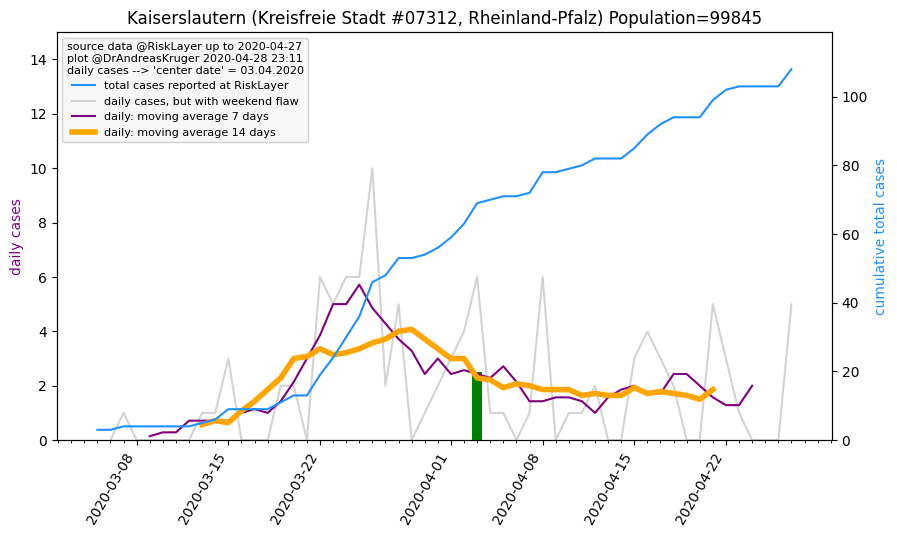 Kaiserslautern (Kreisfreie Stadt #07312, Rheinland-Pfalz) Population=99845
source data @RiskLayer up to 2020-04-27
plot @DrAndreasKruger 2020-04-28 23:11
daily cases --> 'center date' = 03.04.2020
total cases reported at RiskLayer
daily cases, but with weekend flaw
daily: moving average 7 days
daily: moving average 14 days
daily cases
14
12
10
8
6
4
2
0
cumulative total cases
100
80
60
40
20
0
2020-03-08
2020-03-15
2020-03-22
2020-04-01
2020-04-08
2020-04-15
2020-04-22